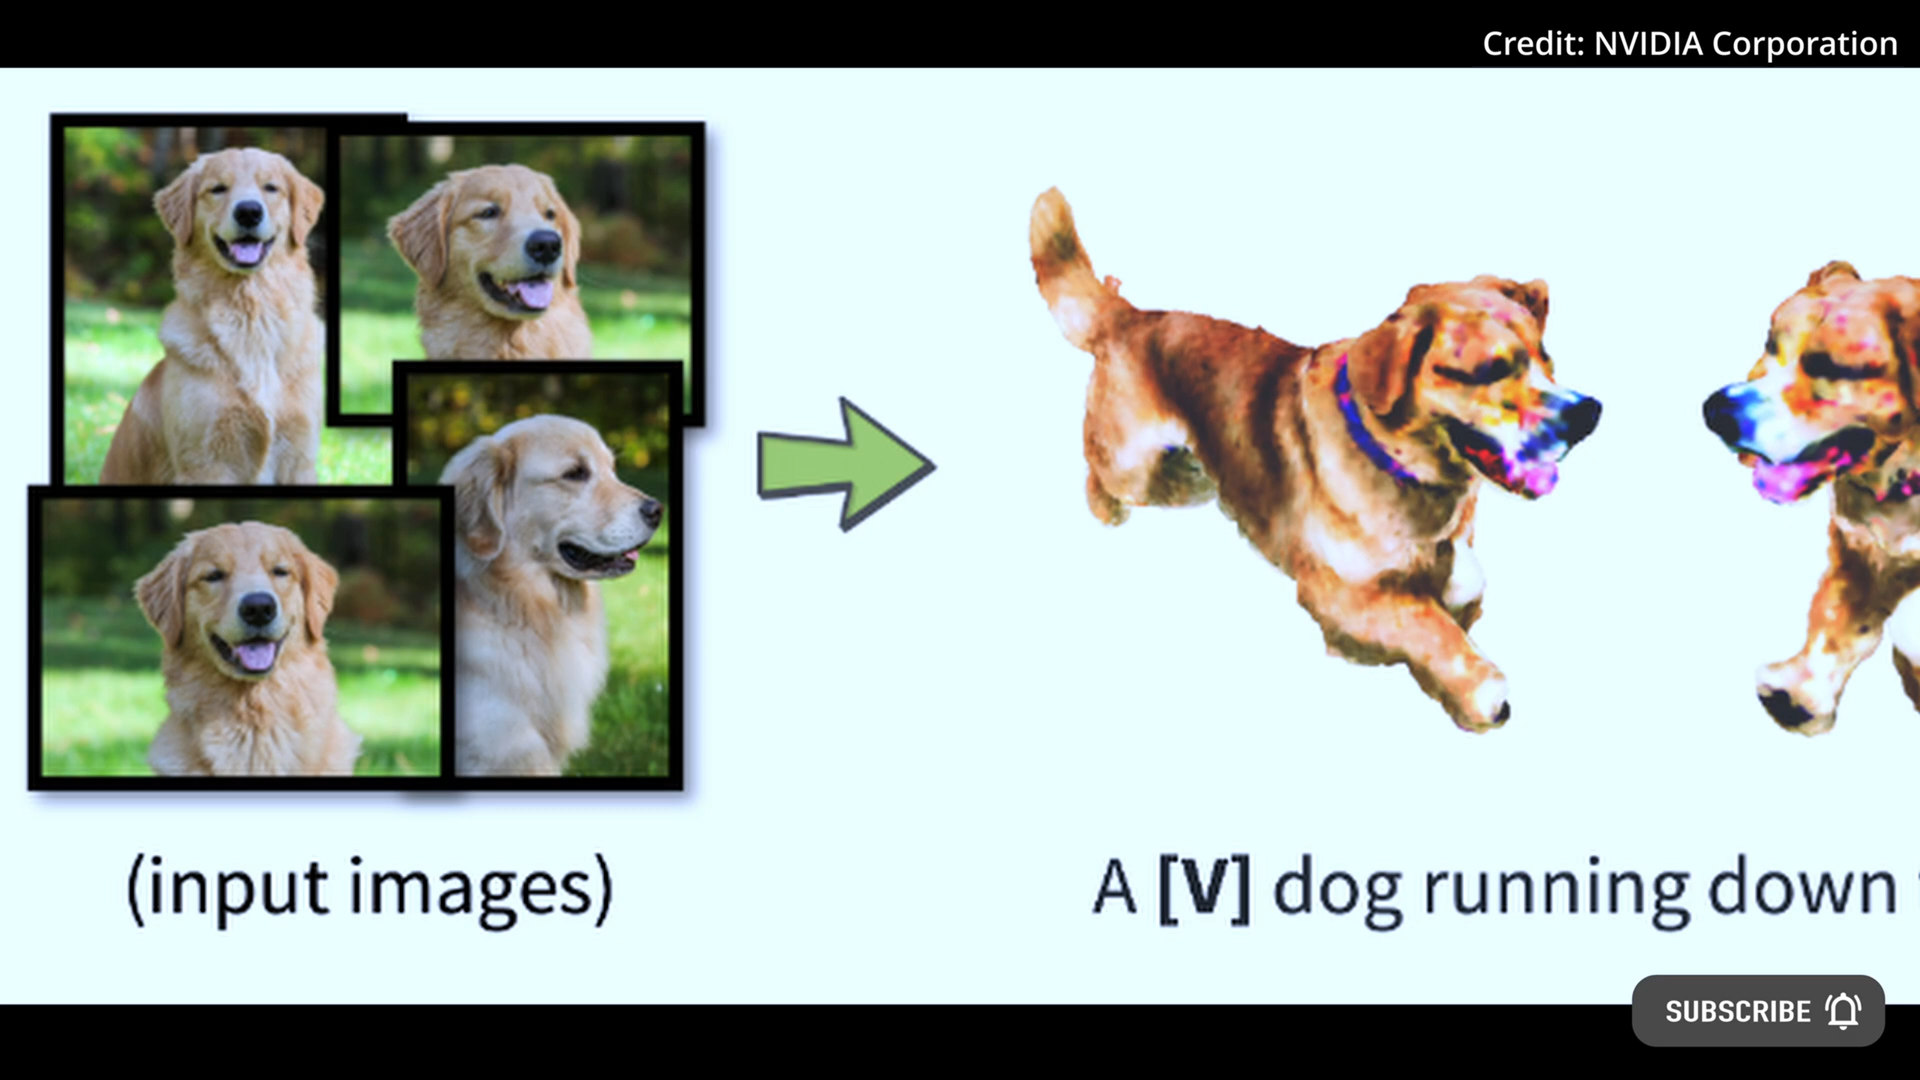 Credit: NVIDIA Corporation
(input images)
A [V] dog running down
SUBSCRIBE